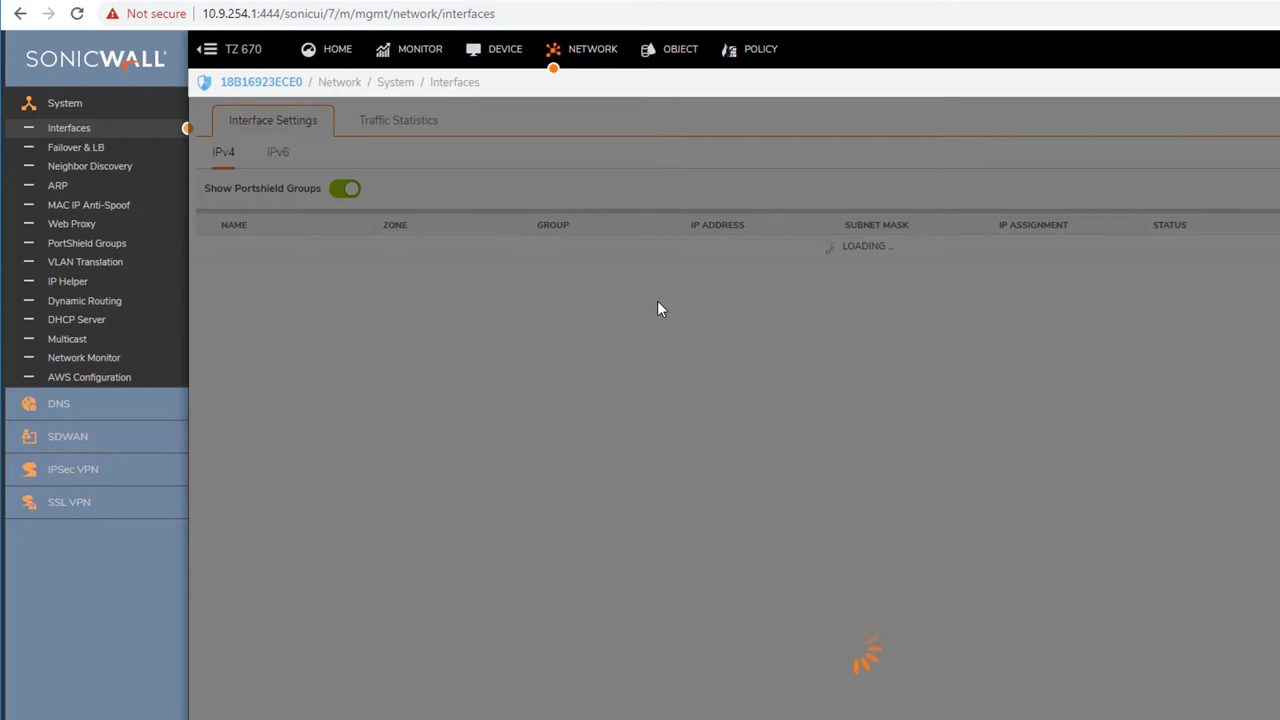 Not secure 10.9.254.1:444/sonicui/7/m/mgmt/network/interfaces
SONICWALL
TZ 670 HOME MONITOR DEVICE NETWORK OBJECT POLICY
18B16923ECE0 / Network / System / Interfaces
System
Interfaces
Failover & LB
Neighbor Discovery
ARP
MAC IP Anti-Spoof
Web Proxy
PortShield Groups
VLAN Translation
IP Helper
Dynamic Routing
DHCP Server
Multicast
Network Monitor
AWS Configuration
DNS
SDWAN
IPSec VPN
SSL VPN
Interface Settings Traffic Statistics
IPv4 IPv6
Show Portshield Groups
NAME ZONE GROUP IP ADDRESS SUBNET MASK IP ASSIGNMENT STATUS
LOADING ...